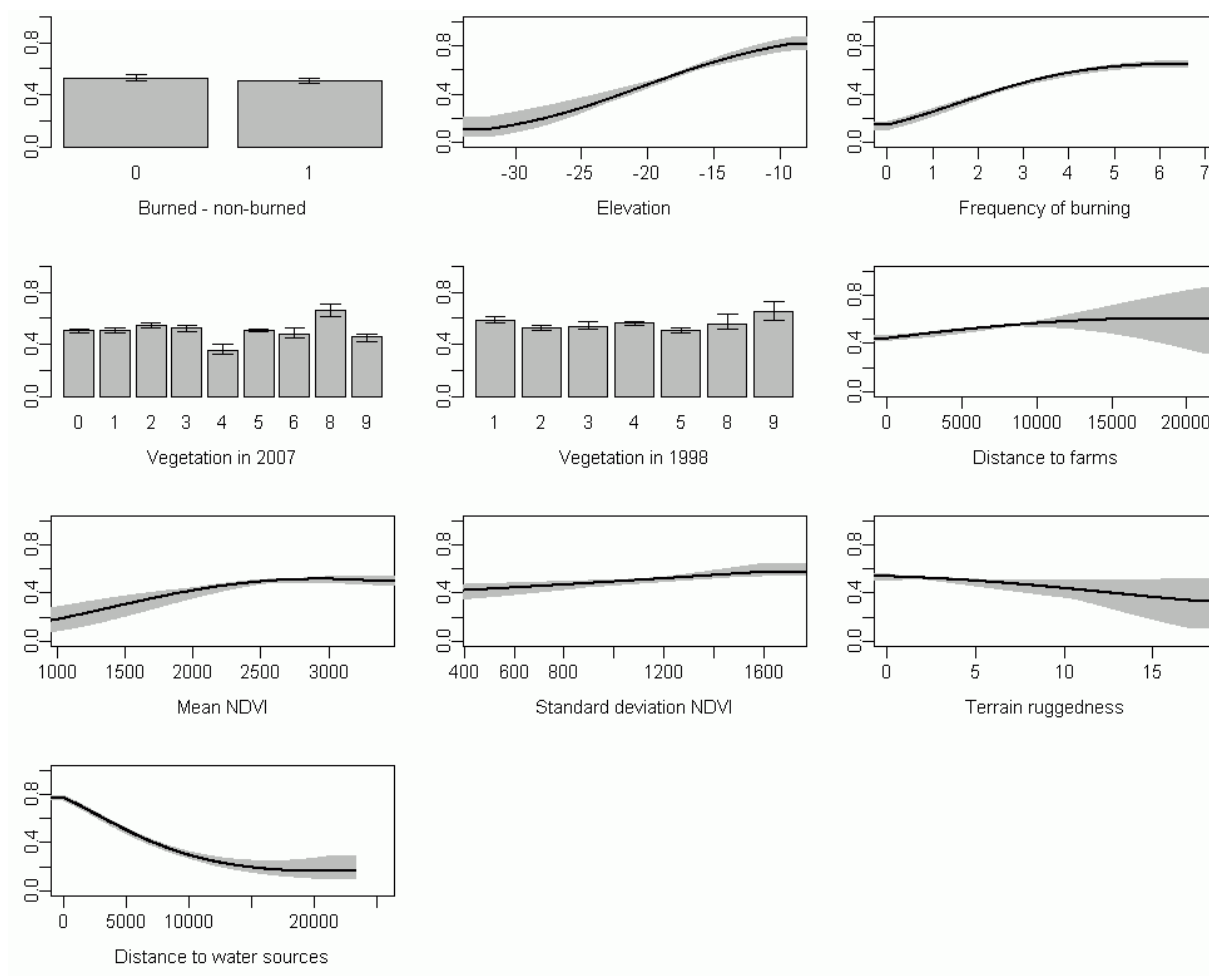 0.0 0.4 0.8
0 1
Burned - non-burned
0.0 0.4 0.8
-30 -25 -20 -15 -10
Elevation
0.0 0.4 0.8
0 1 2 3 4 5 6 7
Frequency of burning
0.0 0.4 0.8
0 1 2 3 4 5 6 8 9
Vegetation in 2007
0.0 0.4 0.8
1 2 3 4 5 8 9
Vegetation in 1998
0.0 0.4 0.8
0 5000 10000 15000 20000
Distance to farms
0.0 0.4 0.8
1000 1500 2000 2500 3000
Mean NDVI
0.0 0.4 0.8
400 600 800 1200 1600
Standard deviation NDVI
0.0 0.4 0.8
0 5 10 15
Terrain ruggedness
0.0 0.4 0.8
0 5000 10000 20000
Distance to water sources